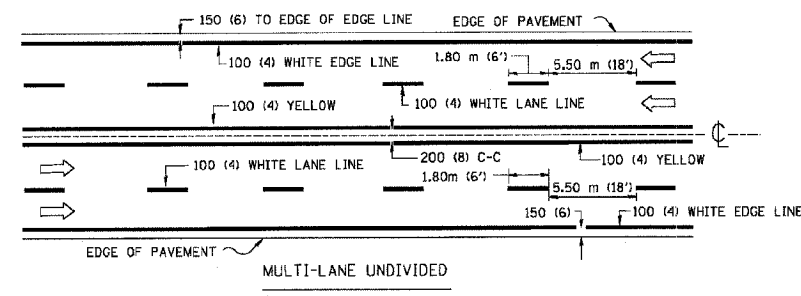 150 (6) TO EDGE OF EDGE LINE
EDGE OF PAVEMENT
100 (4) WHITE EDGE LINE
1.80 m (6')
5.50 m (18')
100 (4) YELLOW
100 (4) WHITE LANE LINE
℄
100 (4) WHITE LANE LINE
200 (8) C-C
100 (4) YELLOW
1.80m (6')
5.50 m (18')
150 (6)
100 (4) WHITE EDGE LINE
EDGE OF PAVEMENT
MULTI-LANE UNDIVIDED